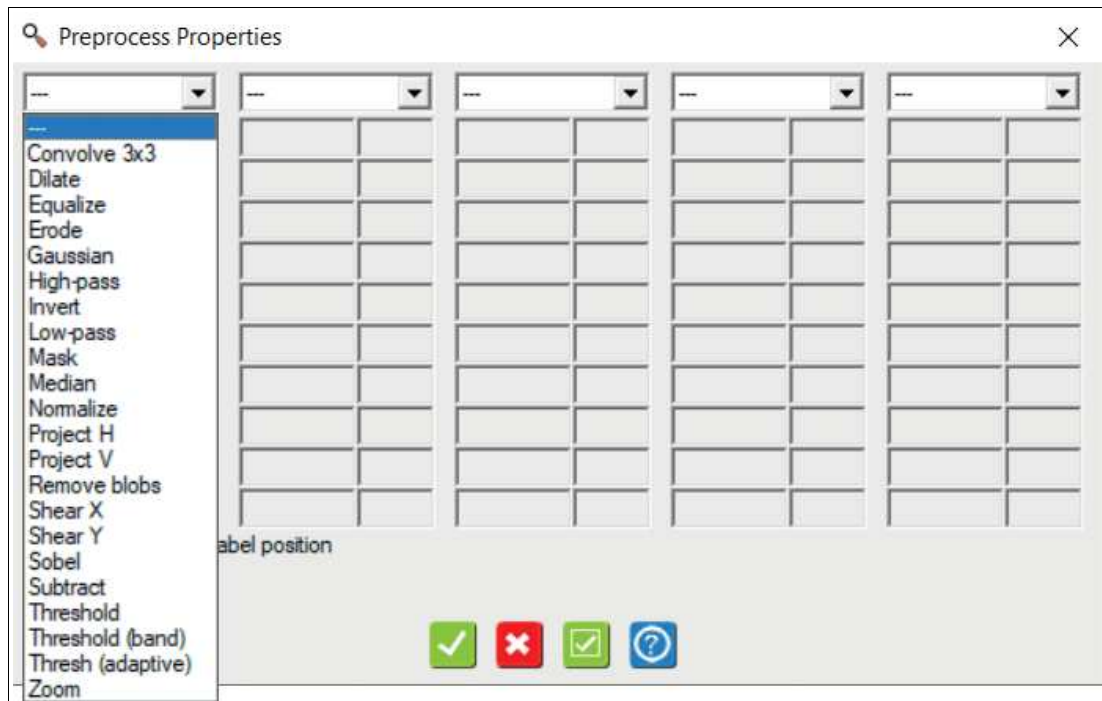 Preprocess Properties
--- --- --- --- ---
---
Convolve 3x3
Dilate
Equalize
Erode
Gaussian
High-pass
Invert
Low-pass
Mask
Median
Normalize
Project H
Project V
Remove blobs
Shear X
Shear Y
abel position
Sobel
Subtract
Threshold
Threshold (band)
Thresh (adaptive)
Zoom